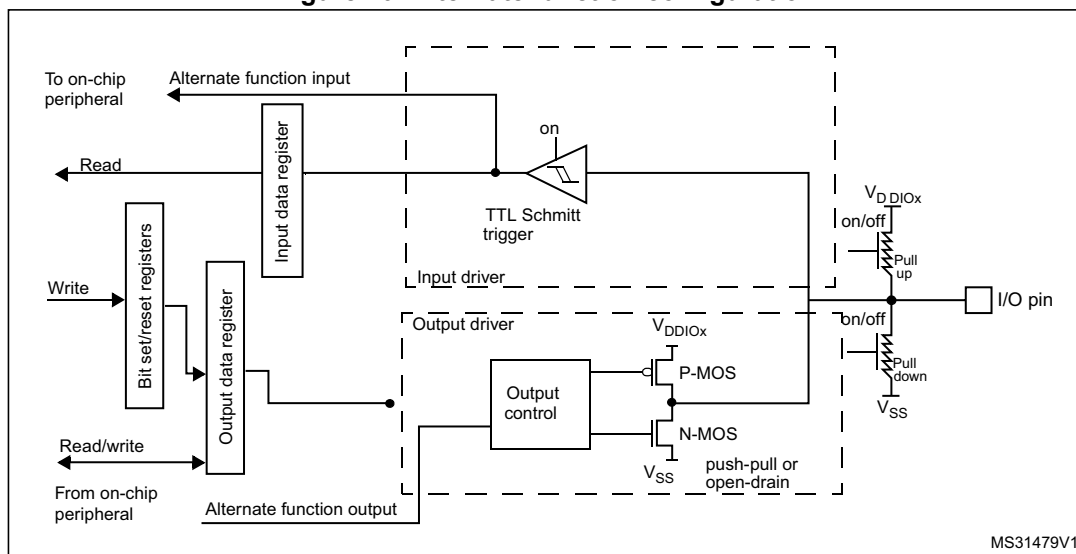 To on-chip
peripheral
Alternate function input
on
Read
Input data register
TTL Schmitt
trigger
Input driver
VDDIOx
on/off
Pull
up
I/O pin
Write
Bit set/reset registers
Output data register
Output driver
VDDIOx
P-MOS
Output
control
N-MOS
VSS
push-pull or
open-drain
on/off
Pull
down
VSS
Read/write
From on-chip
peripheral
Alternate function output
MS31479V1